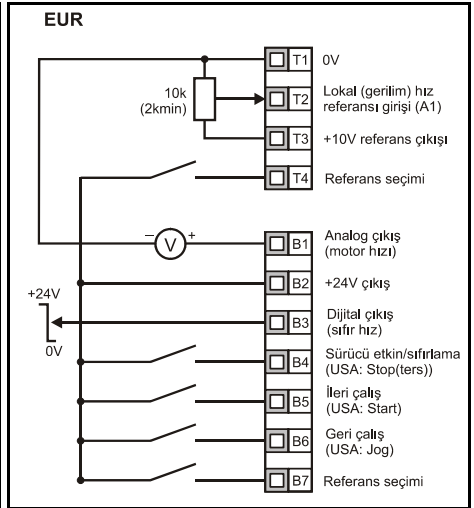 EUR
T1 0V
10k
(2kmin)
T2 Lokal (gerilim) hız
referansı girişi (A1)
T3 +10V referans çıkışı
T4 Referans seçimi
– V +
B1 Analog çıkış
(motor hızı)
B2 +24V çıkış
+24V
0V
B3 Dijital çıkış
(sıfır hız)
B4 Sürücü etkin/sıfırlama
(USA: Stop(ters))
B5 İleri çalış
(USA: Start)
B6 Geri çalış
(USA: Jog)
B7 Referans seçimi